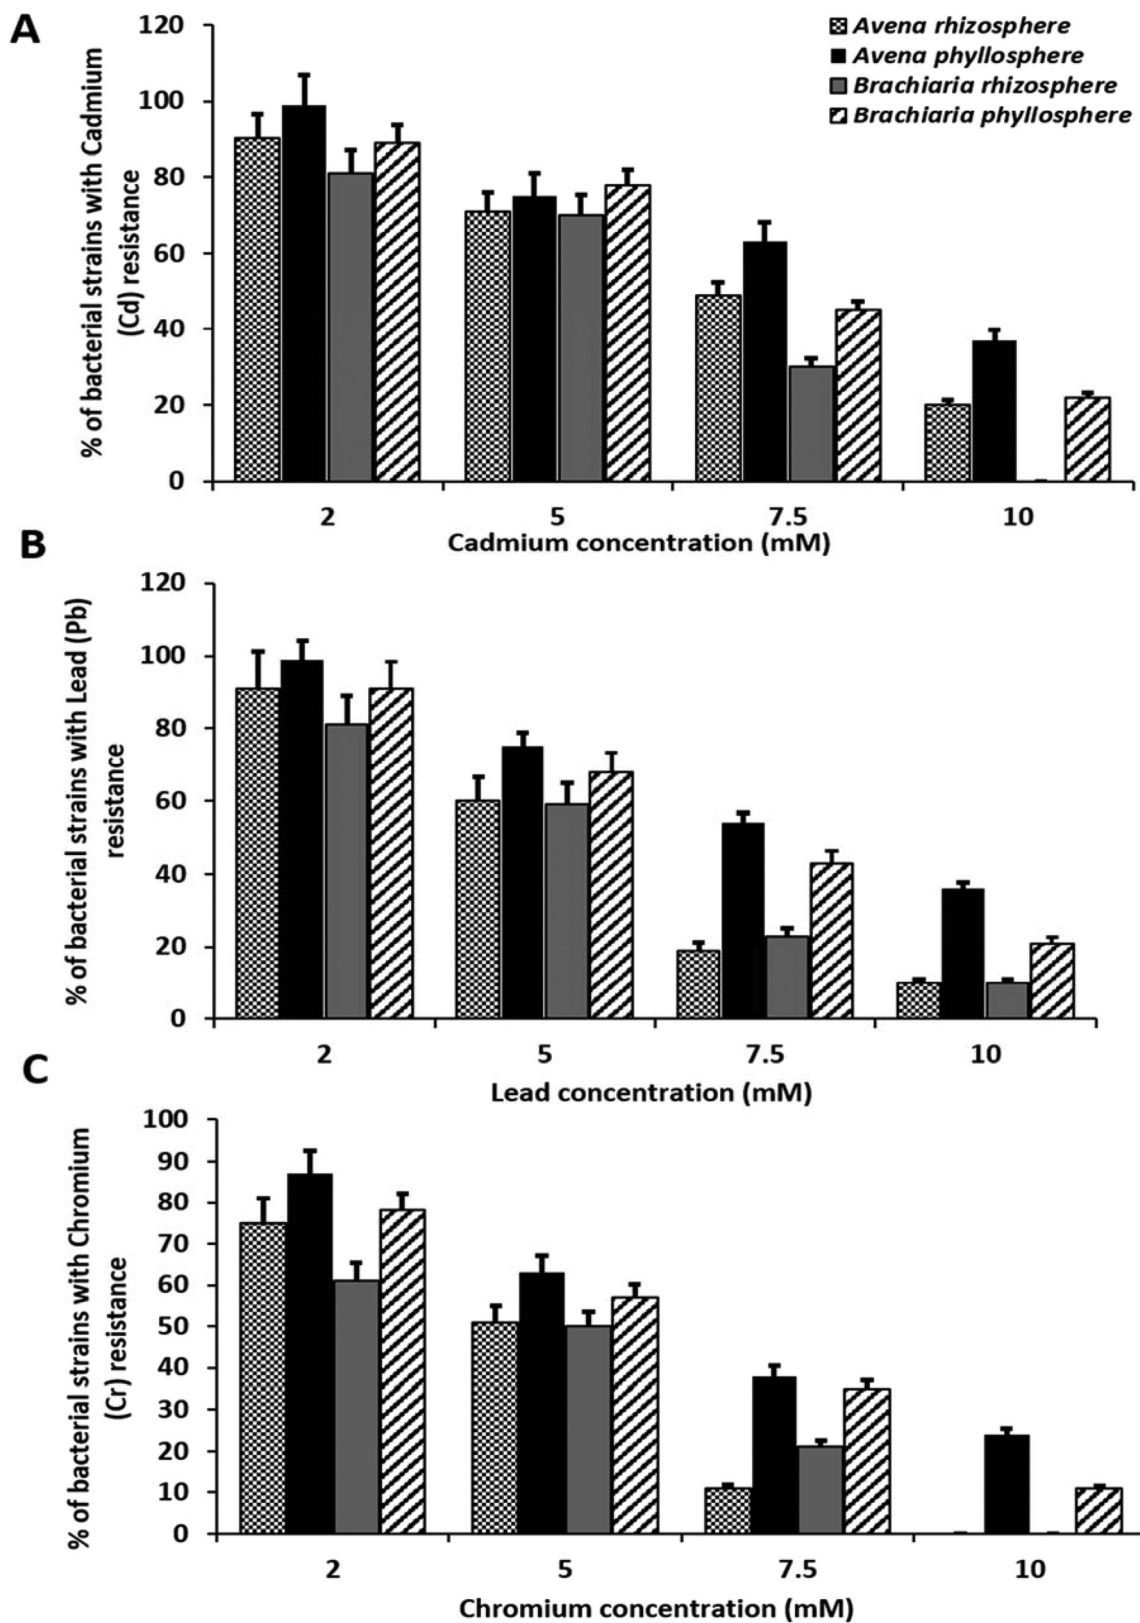 A
Avena rhizosphere
Avena phyllosphere
Brachiaria rhizosphere
Brachiaria phyllosphere
% of bacterial strains with Cadmium
(Cd) resistance
120
100
80
60
40
20
0
2 5 7.5 10
Cadmium concentration (mM)
B
% of bacterial strains with Lead (Pb)
resistance
120
100
80
60
40
20
0
2 5 7.5 10
Lead concentration (mM)
C
% of bacterial strains with Chromium
(Cr) resistance
100
90
80
70
60
50
40
30
20
10
0
2 5 7.5 10
Chromium concentration (mM)